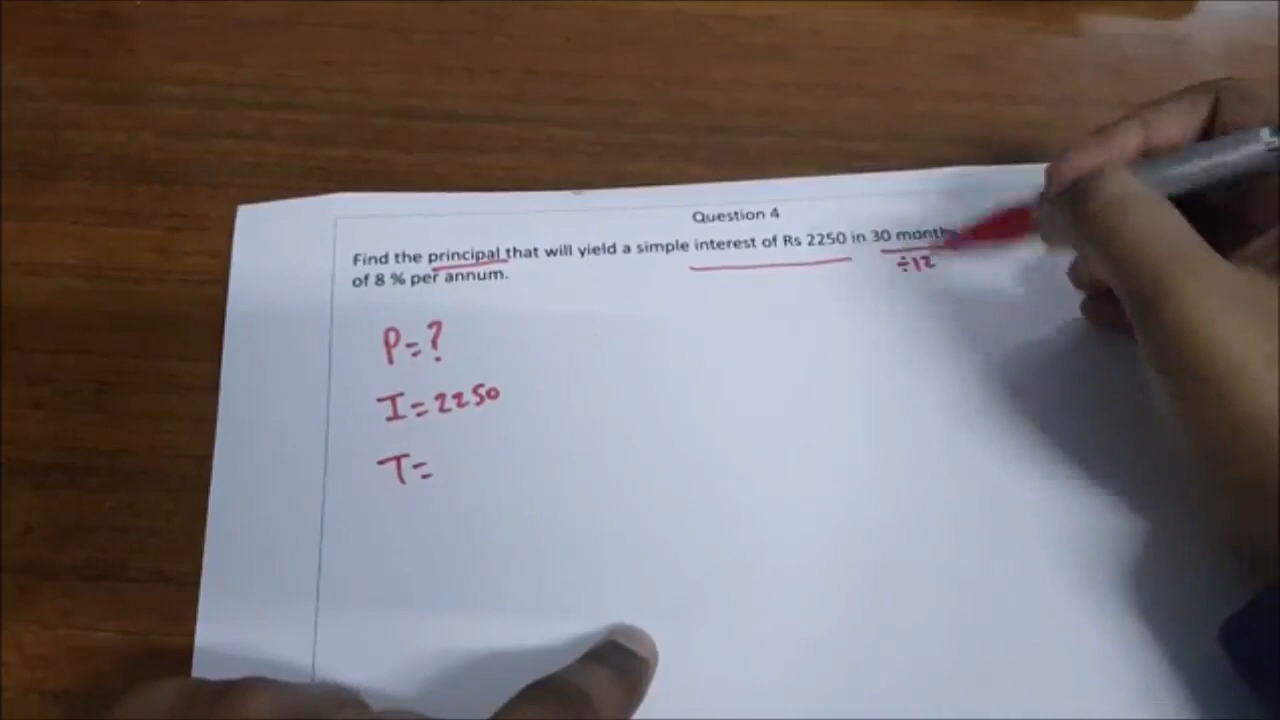 Question 4
Find the principal that will yield a simple interest of Rs 2250 in 30 month
÷12
of 8 % per annum.
P=?
I=2250
T=